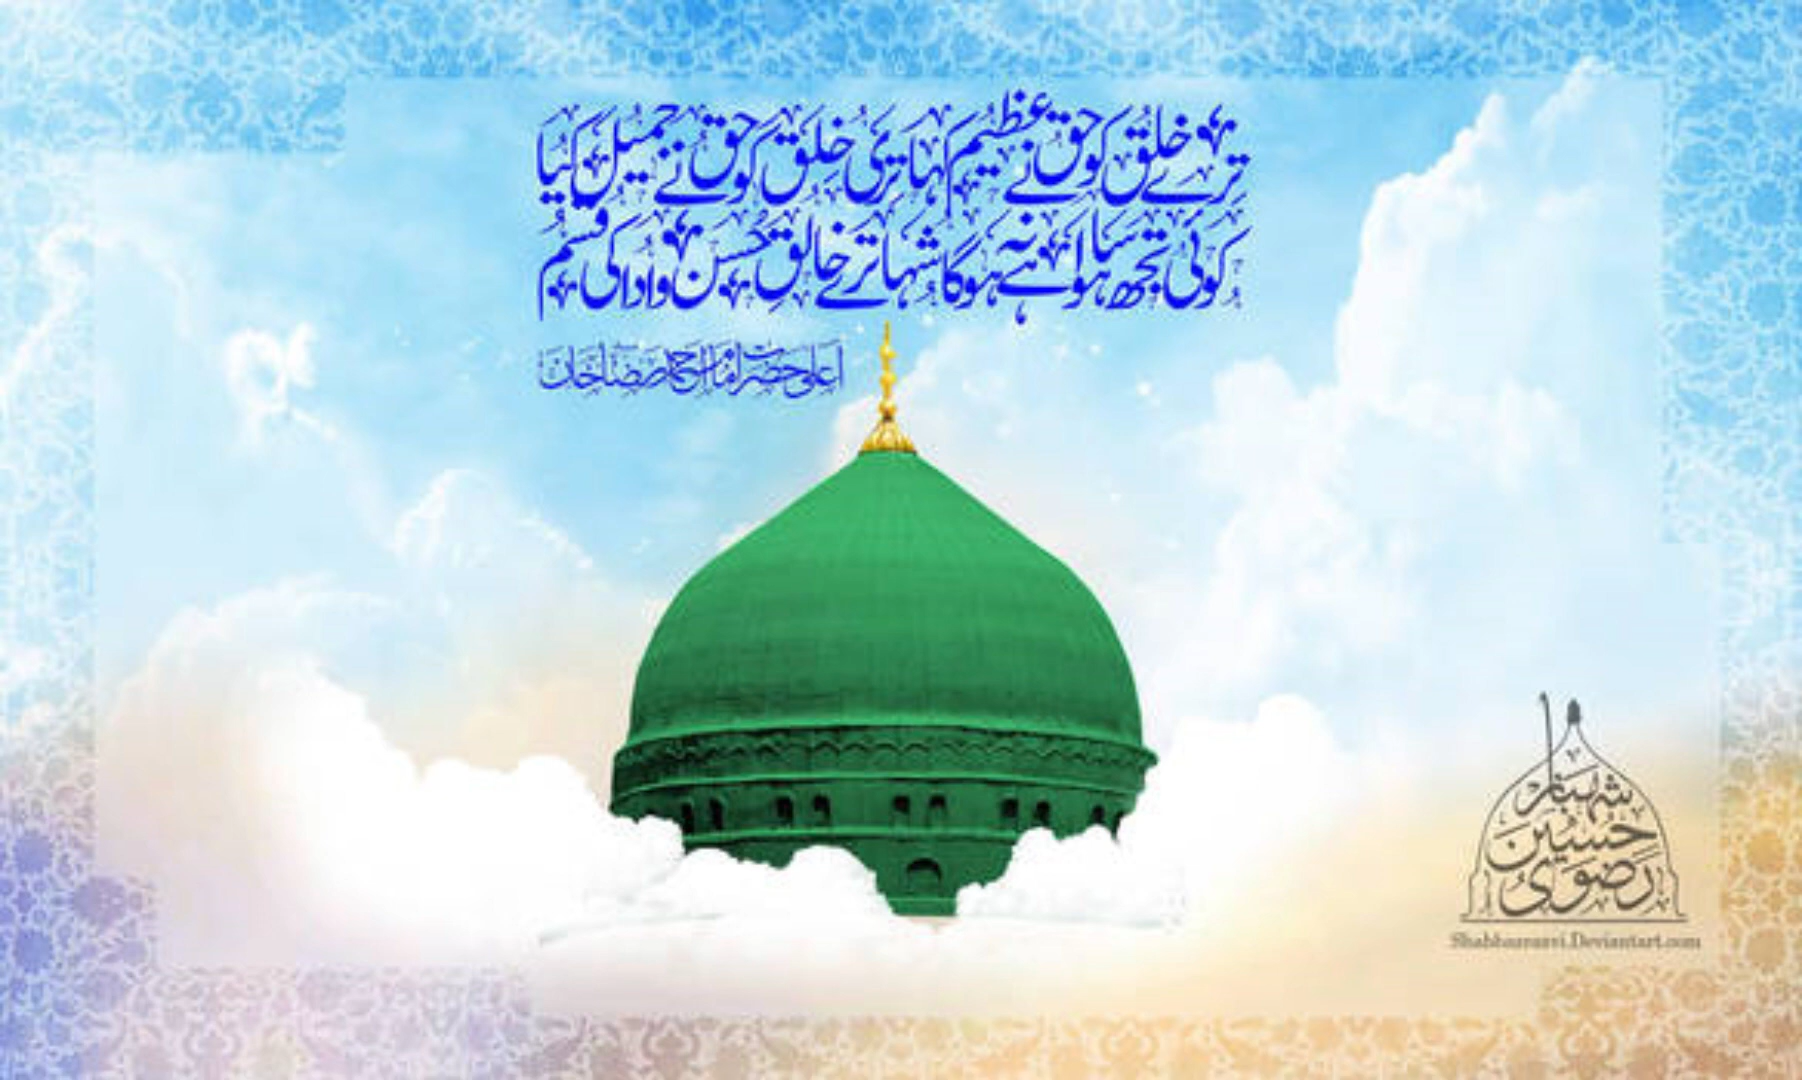 ترے خلق کو حق نے عظیم کہا تری خلق کو حق نے جمیل کیا
کوئی تجھ سا ہوا ہے نہ ہوگا شہا ترے خالق حسن و ادا کی قسم
اعلی حضرت امام احمد رضا خان
شہباز
حسین
رضوی
Shahbazrazvi.Deviantart.com